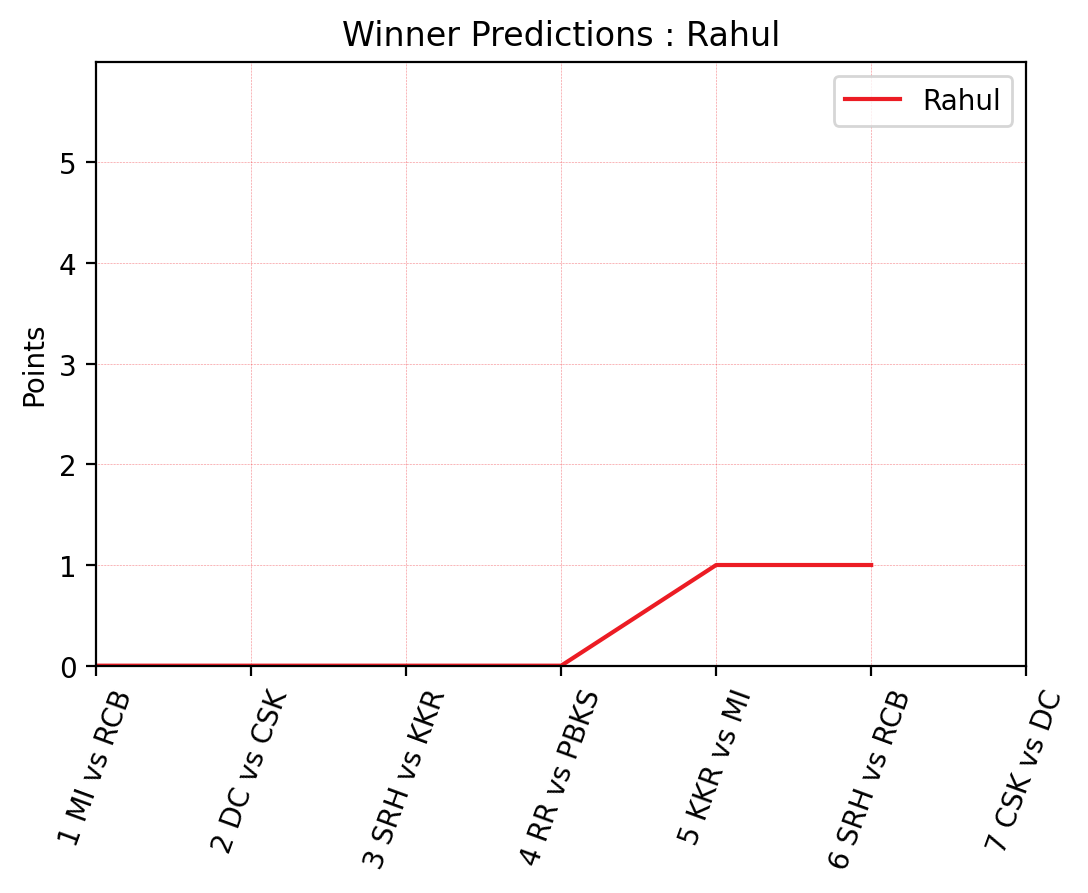 Winner Predictions : Rahul
Rahul
Points
5
4
3
2
1
0
1 MI vs RCB
2 DC vs CSK
3 SRH vs KKR
4 RR vs PBKS
5 KKR vs MI
6 SRH vs RCB
7 CSK vs DC